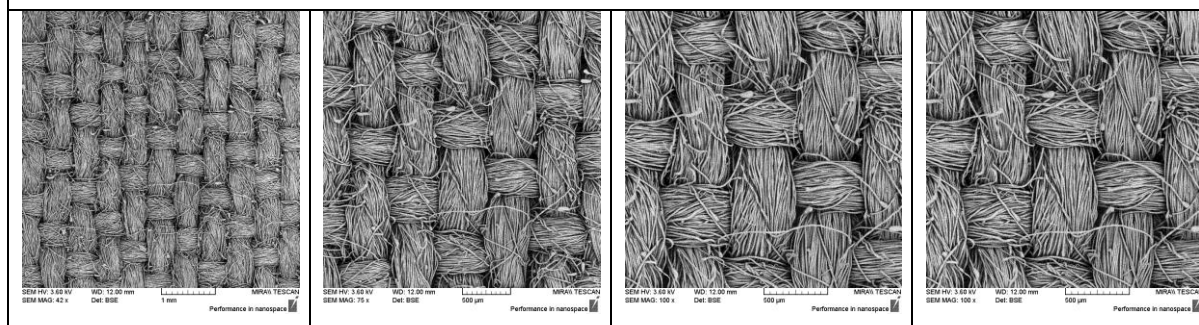 SEM HV: 3.60 kV WD: 12.00 mm MIRA\\ TESCAN
SEM MAG: 42 x Det: BSE 1 mm
Performance in nanospace
SEM HV: 3.60 kV WD: 12.00 mm MIRA\\ TESCAN
SEM MAG: 75 x Det: BSE 500 µm
Performance in nanospace
SEM HV: 3.60 kV WD: 12.00 mm MIRA\\ TESCAN
SEM MAG: 100 x Det: BSE 500 µm
Performance in nanospace
SEM HV: 3.60 kV WD: 12.00 mm MIRA\\ TESCAN
SEM MAG: 100 x Det: BSE 500 µm
Performance in nanospace